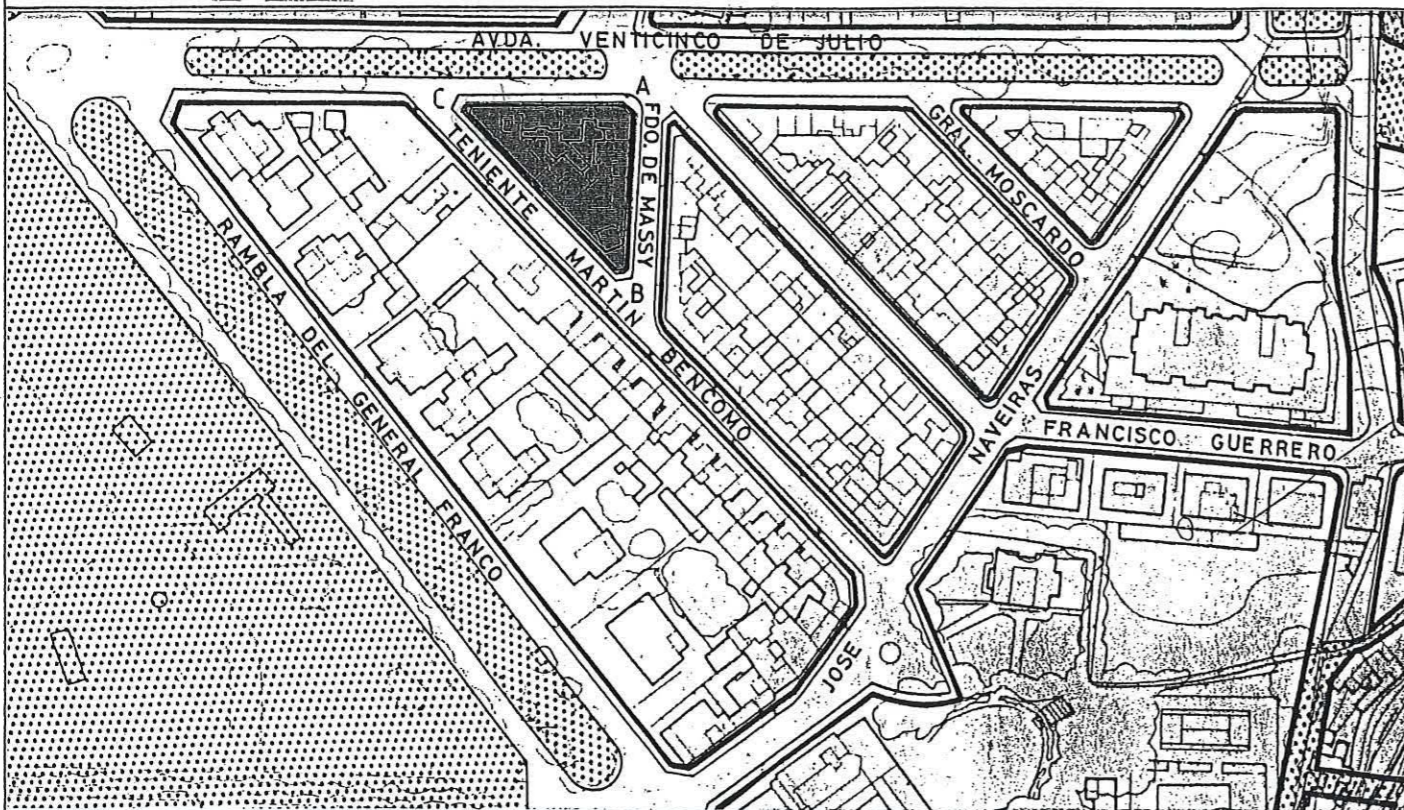 AVDA. VENTICINCO DE JULIO
C
A
FDO. DE MASSY
B
TENIENTE MARTIN BENCOMO
GRAL. MOSCARDO
RAMBLA DEL GENERAL FRANCO
JOSE NAVEIRAS
FRANCISCO GUERRERO